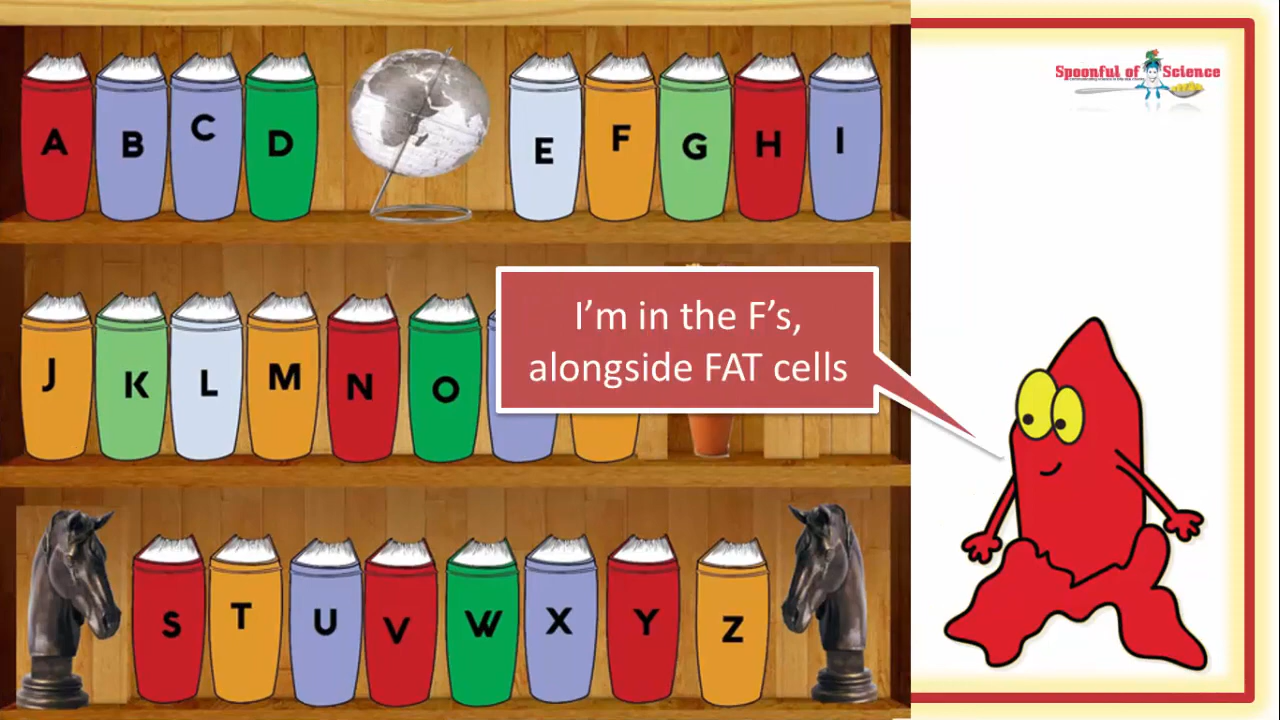 Spoonful of Science
A B C D E F G H I
I’m in the F’s,
alongside FAT cells
J K L M N O
S T U V W X Y Z